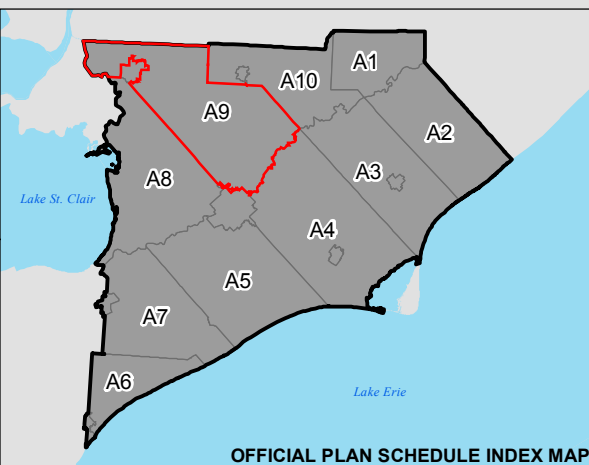 A1
A10
A9
A2
A3
A8
Lake St. Clair
A4
A5
A7
A6
Lake Erie
OFFICIAL PLAN SCHEDULE INDEX MAP